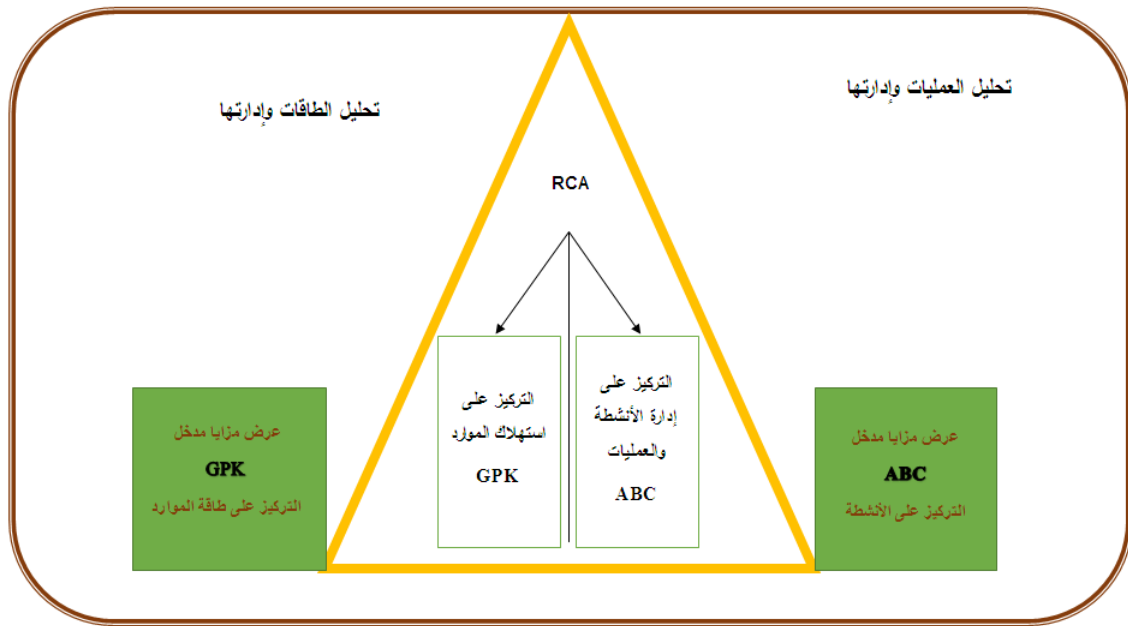 تحليل العمليات وإدارتها
تحليل الطاقات وإدارتها
RCA
التركيز على
إدارة الأنشطة
والعمليات
ABC
التركيز على
استهلاك الموارد
GPK
عرض مزايا مدخل
ABC
التركيز على الأنشطة
عرض مزايا مدخل
GPK
التركيز على طاقة الموارد